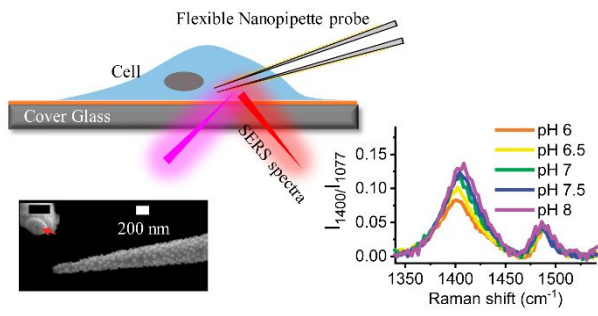 Flexible Nanopipette probe
Cell
Cover Glass
SERS spectra
200 nm
pH 6
pH 6.5
pH 7
pH 7.5
pH 8
I1400/I1077
0.15
0.10
0.05
0.00
1400
1450
1500
Raman shift (cm-1)